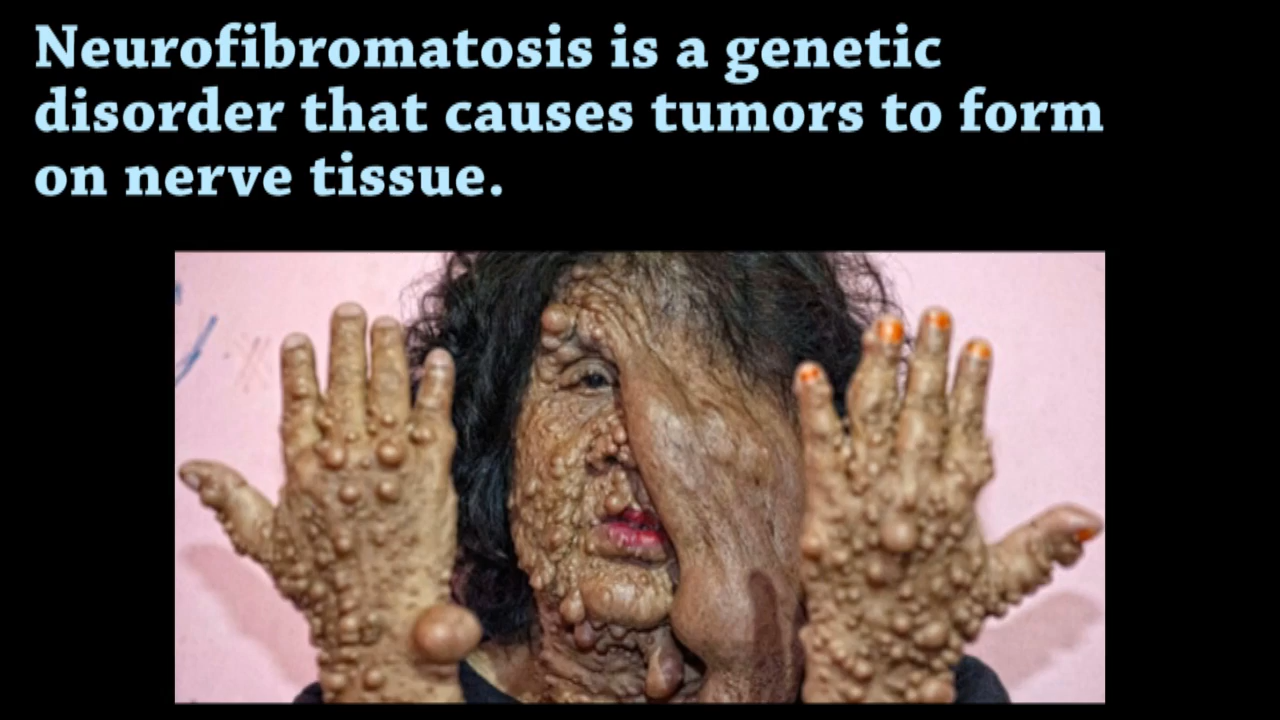 Neurofibromatosis is a genetic
disorder that causes tumors to form
on nerve tissue.